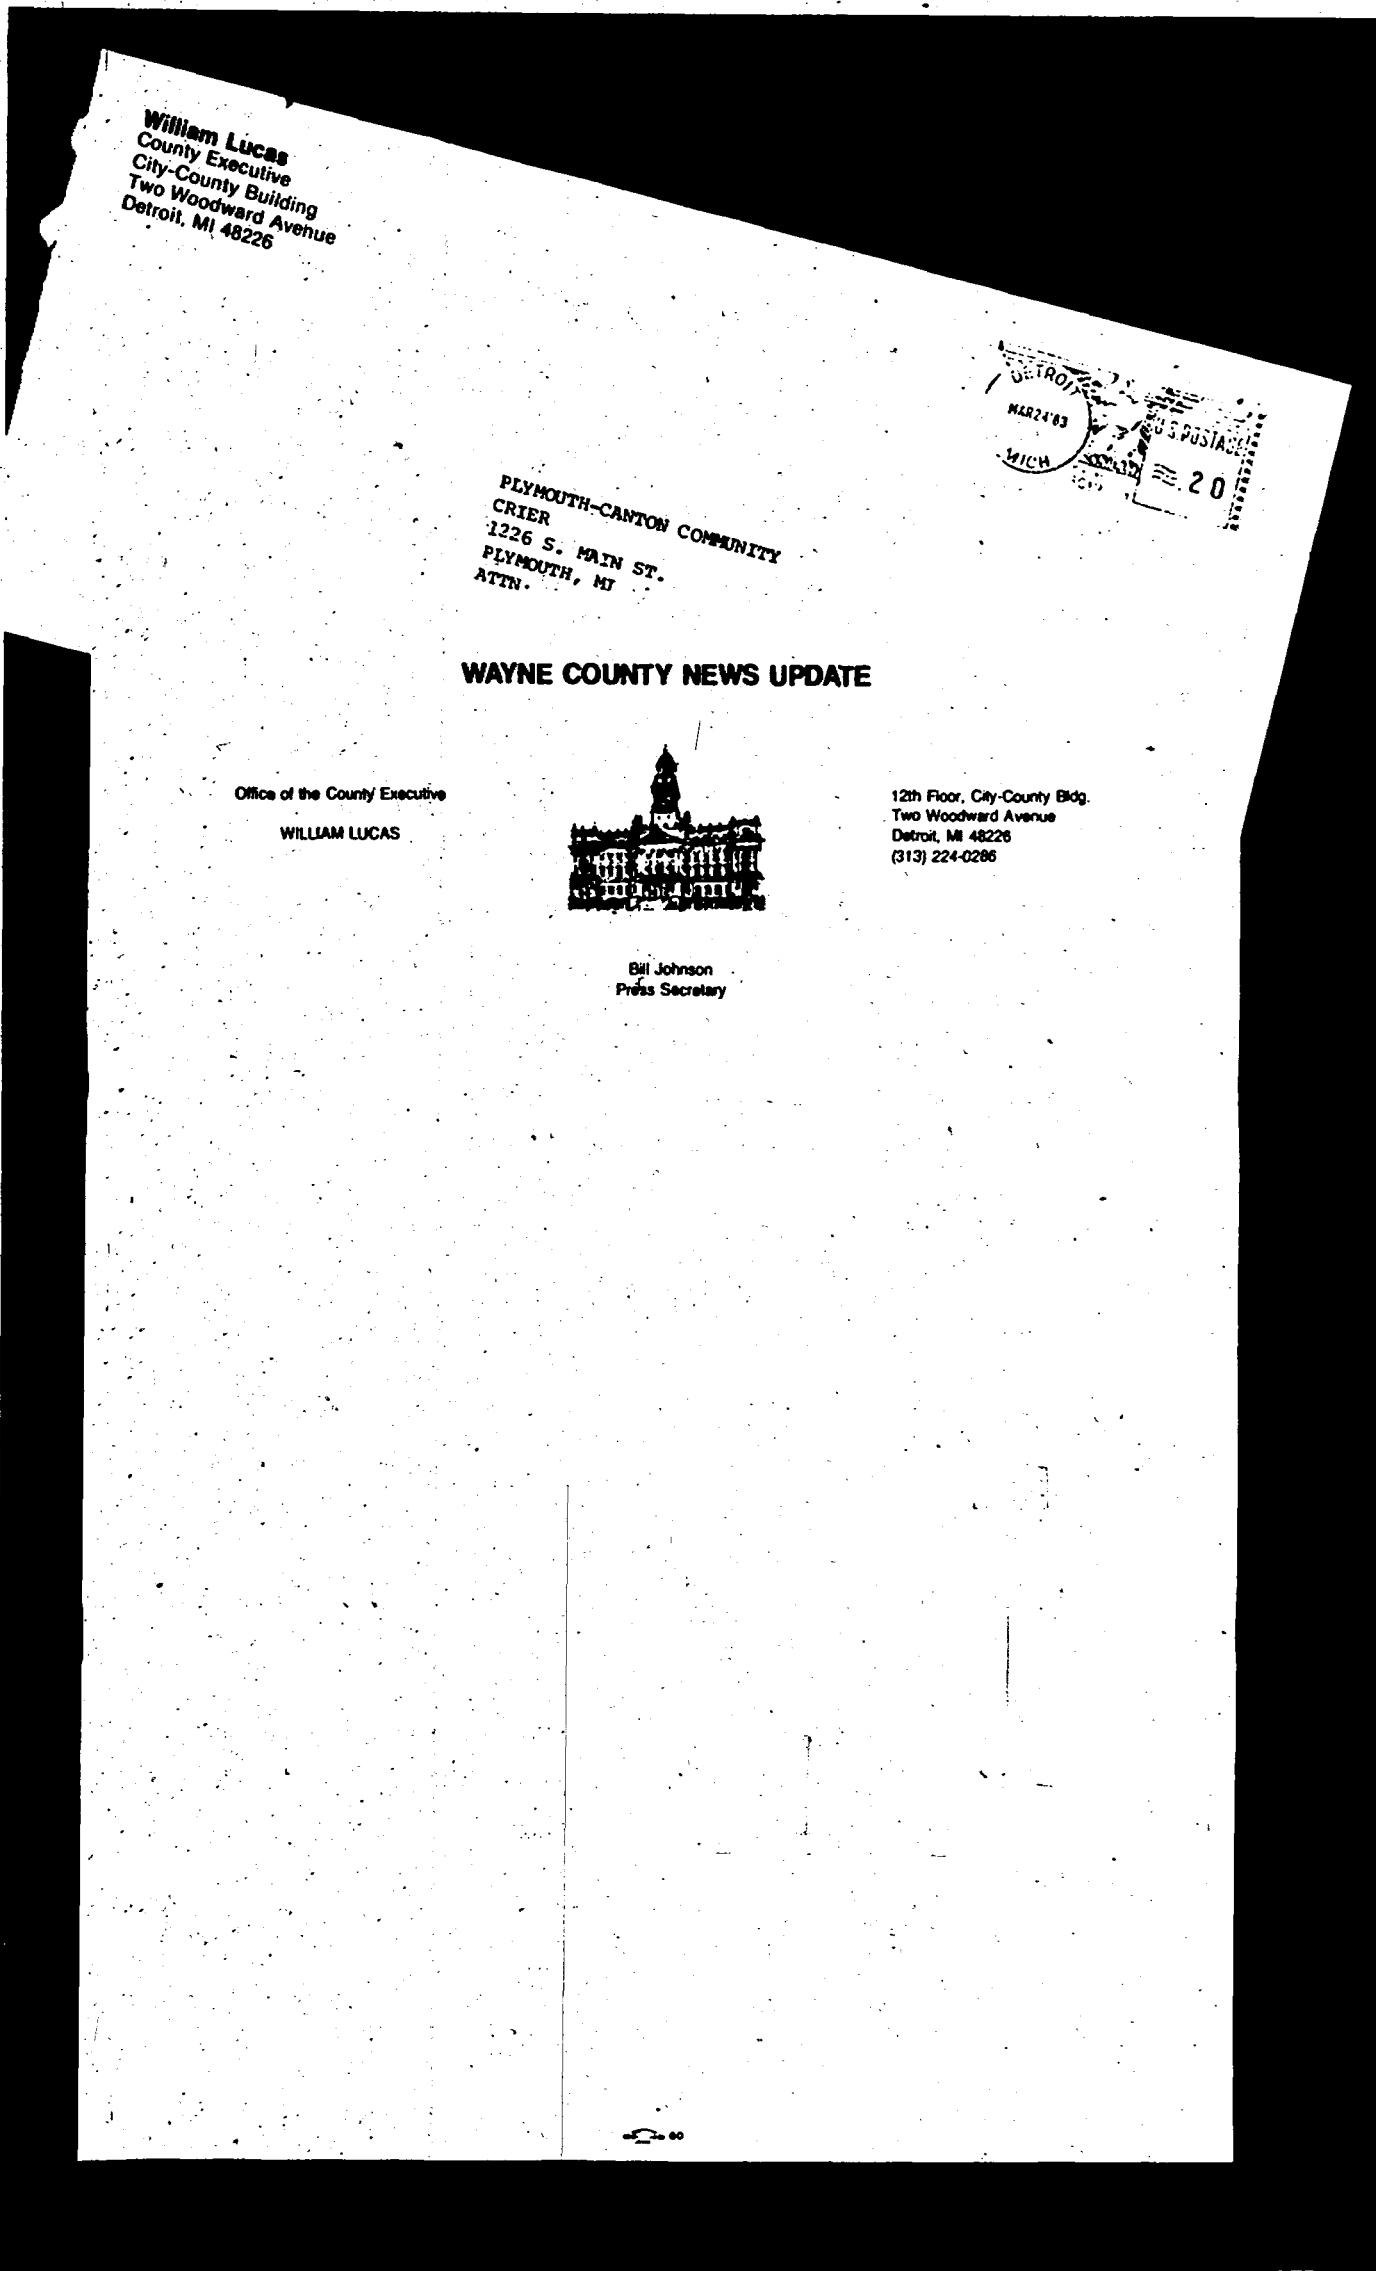 William Lucas
County Executive
City-County Building
Two Woodward Avenue
Detroit, MI 48226
DETROIT
MAR24'83
MICH
U.S.POSTAGE
.20
PLYMOUTH-CANTON COMMUNITY
CRIER
1226 S. MAIN ST.
PLYMOUTH, MI
ATTN.
WAYNE COUNTY NEWS UPDATE
Office of the County Executive
WILLIAM LUCAS
12th Floor, City-County Bldg.
Two Woodward Avenue
Detroit, MI 48226
(313) 224-0286
Bill Johnson
Press Secretary
60